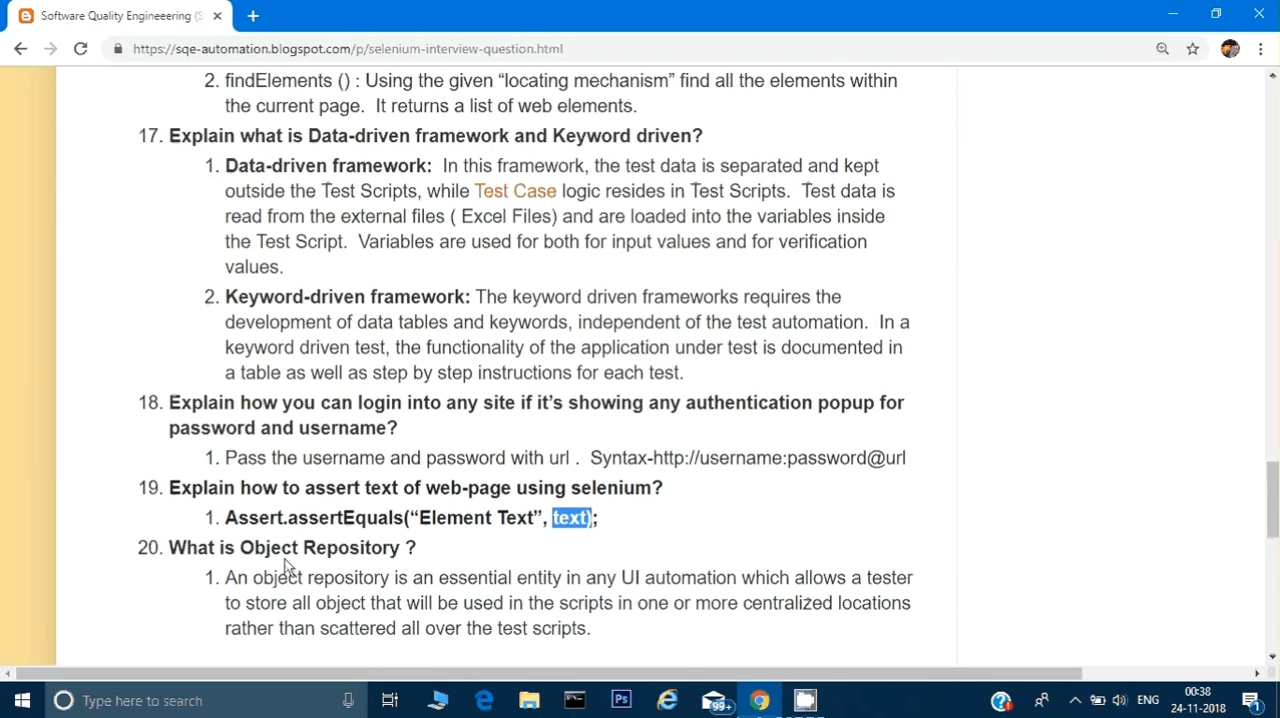 Software Quality Engineeering (S
https://sqe-automation.blogspot.com/p/selenium-interview-question.html
2. findElements () : Using the given “locating mechanism” find all the elements within
the current page.  It returns a list of web elements.
17. Explain what is Data-driven framework and Keyword driven?
1. Data-driven framework:  In this framework, the test data is separated and kept
outside the Test Scripts, while Test Case logic resides in Test Scripts.  Test data is
read from the external files ( Excel Files) and are loaded into the variables inside
the Test Script.  Variables are used for both for input values and for verification
values.
2. Keyword-driven framework: The keyword driven frameworks requires the
development of data tables and keywords, independent of the test automation.  In a
keyword driven test, the functionality of the application under test is documented in
a table as well as step by step instructions for each test.
18. Explain how you can login into any site if it’s showing any authentication popup for
password and username?
1. Pass the username and password with url .  Syntax-http://username:password@url
19. Explain how to assert text of web-page using selenium?
1. Assert.assertEquals(“Element Text”, text);
20. What is Object Repository ?
1. An object repository is an essential entity in any UI automation which allows a tester
to store all object that will be used in the scripts in one or more centralized locations
rather than scattered all over the test scripts.
Type here to search
99+
ENG
00:38
24-11-2018
1